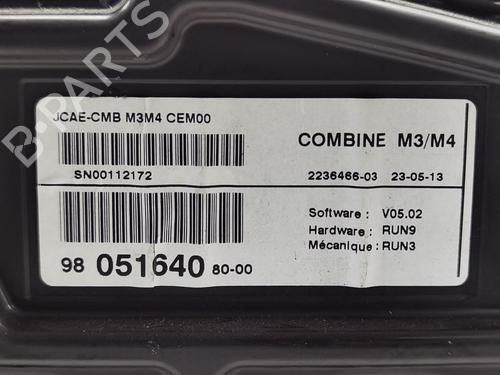 JCAE-CMB M3M4 CEM00
COMBINE M3/M4
SN00112172
2236466-03 23-05-13
Software : V05.02
Hardware : RUN9
Mécanique : RUN3
98 051640 80-00
B-PARTS